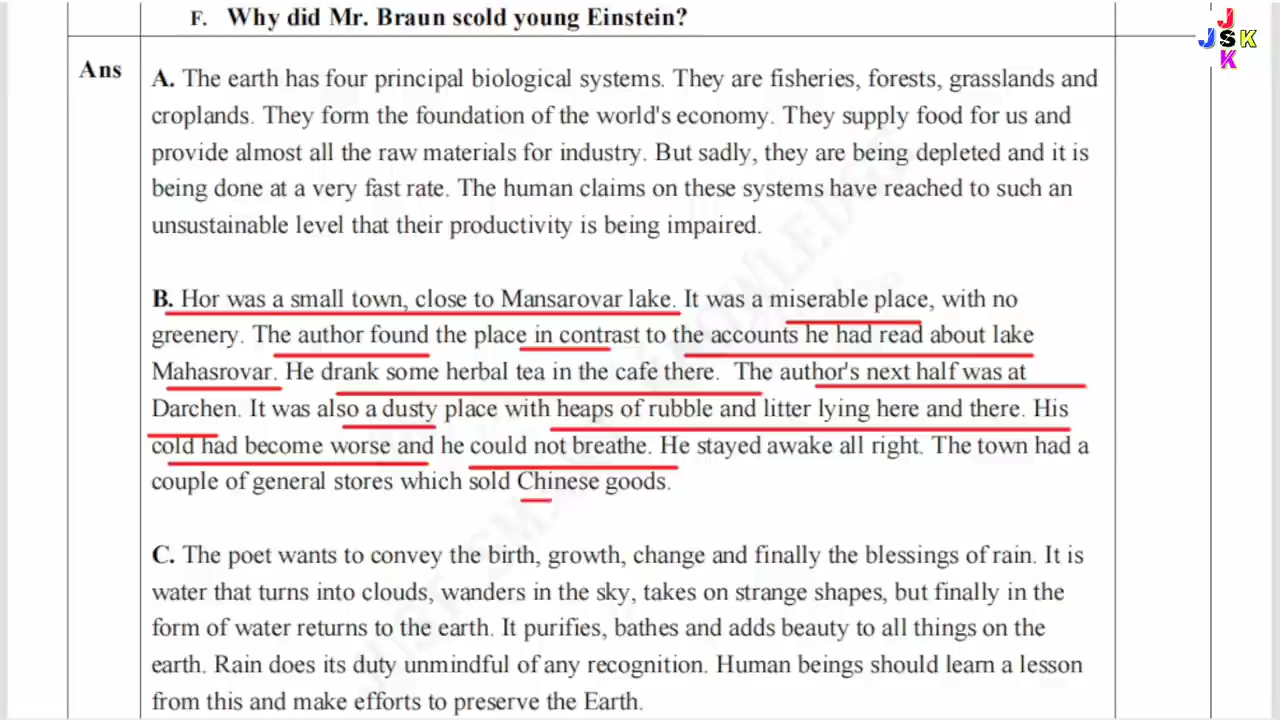 F. Why did Mr. Braun scold young Einstein?
J
JSK
K
Ans
A. The earth has four principal biological systems. They are fisheries, forests, grasslands and
croplands. They form the foundation of the world's economy. They supply food for us and
provide almost all the raw materials for industry. But sadly, they are being depleted and it is
being done at a very fast rate. The human claims on these systems have reached to such an
unsustainable level that their productivity is being impaired.
B. Hor was a small town, close to Mansarovar lake. It was a miserable place, with no
greenery. The author found the place in contrast to the accounts he had read about lake
Mahasrovar. He drank some herbal tea in the cafe there. The author's next half was at
Darchen. It was also a dusty place with heaps of rubble and litter lying here and there. His
cold had become worse and he could not breathe. He stayed awake all right. The town had a
couple of general stores which sold Chinese goods.
C. The poet wants to convey the birth, growth, change and finally the blessings of rain. It is
water that turns into clouds, wanders in the sky, takes on strange shapes, but finally in the
form of water returns to the earth. It purifies, bathes and adds beauty to all things on the
earth. Rain does its duty unmindful of any recognition. Human beings should learn a lesson
from this and make efforts to preserve the Earth.